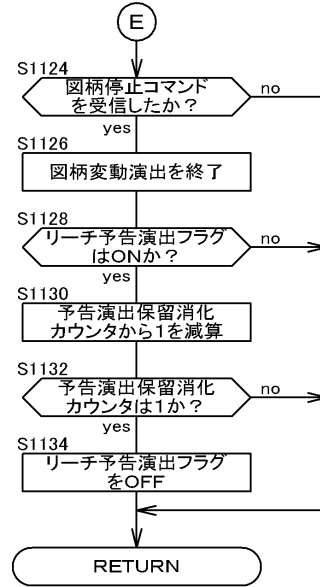 E
S1124
図柄停止コマンド
を受信したか？
no
yes
S1126
図柄変動演出を終了
S1128
リーチ予告演出フラグ
はONか？
no
yes
S1130
予告演出保留消化
カウンタから1を減算
S1132
予告演出保留消化
カウンタは1か？
no
yes
S1134
リーチ予告演出フラグ
をOFF
RETURN